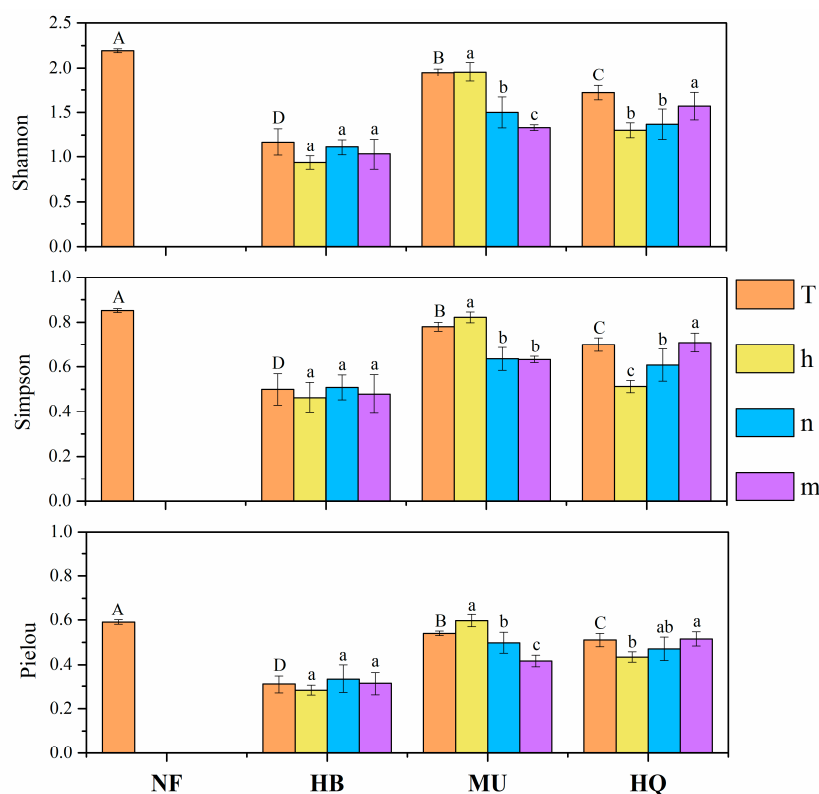 2.5
2.0
1.5
1.0
0.5
0.0
Shannon
A
D a a a
B a b c
C b b a
1.0
0.8
0.6
0.4
0.2
0.0
Simpson
A
D a a a
B a b b
C c b a
1.0
0.8
0.6
0.4
0.2
0.0
Pielou
A
D a a a
B a b c
C b ab a
NF HB MU HQ
T
h
n
m